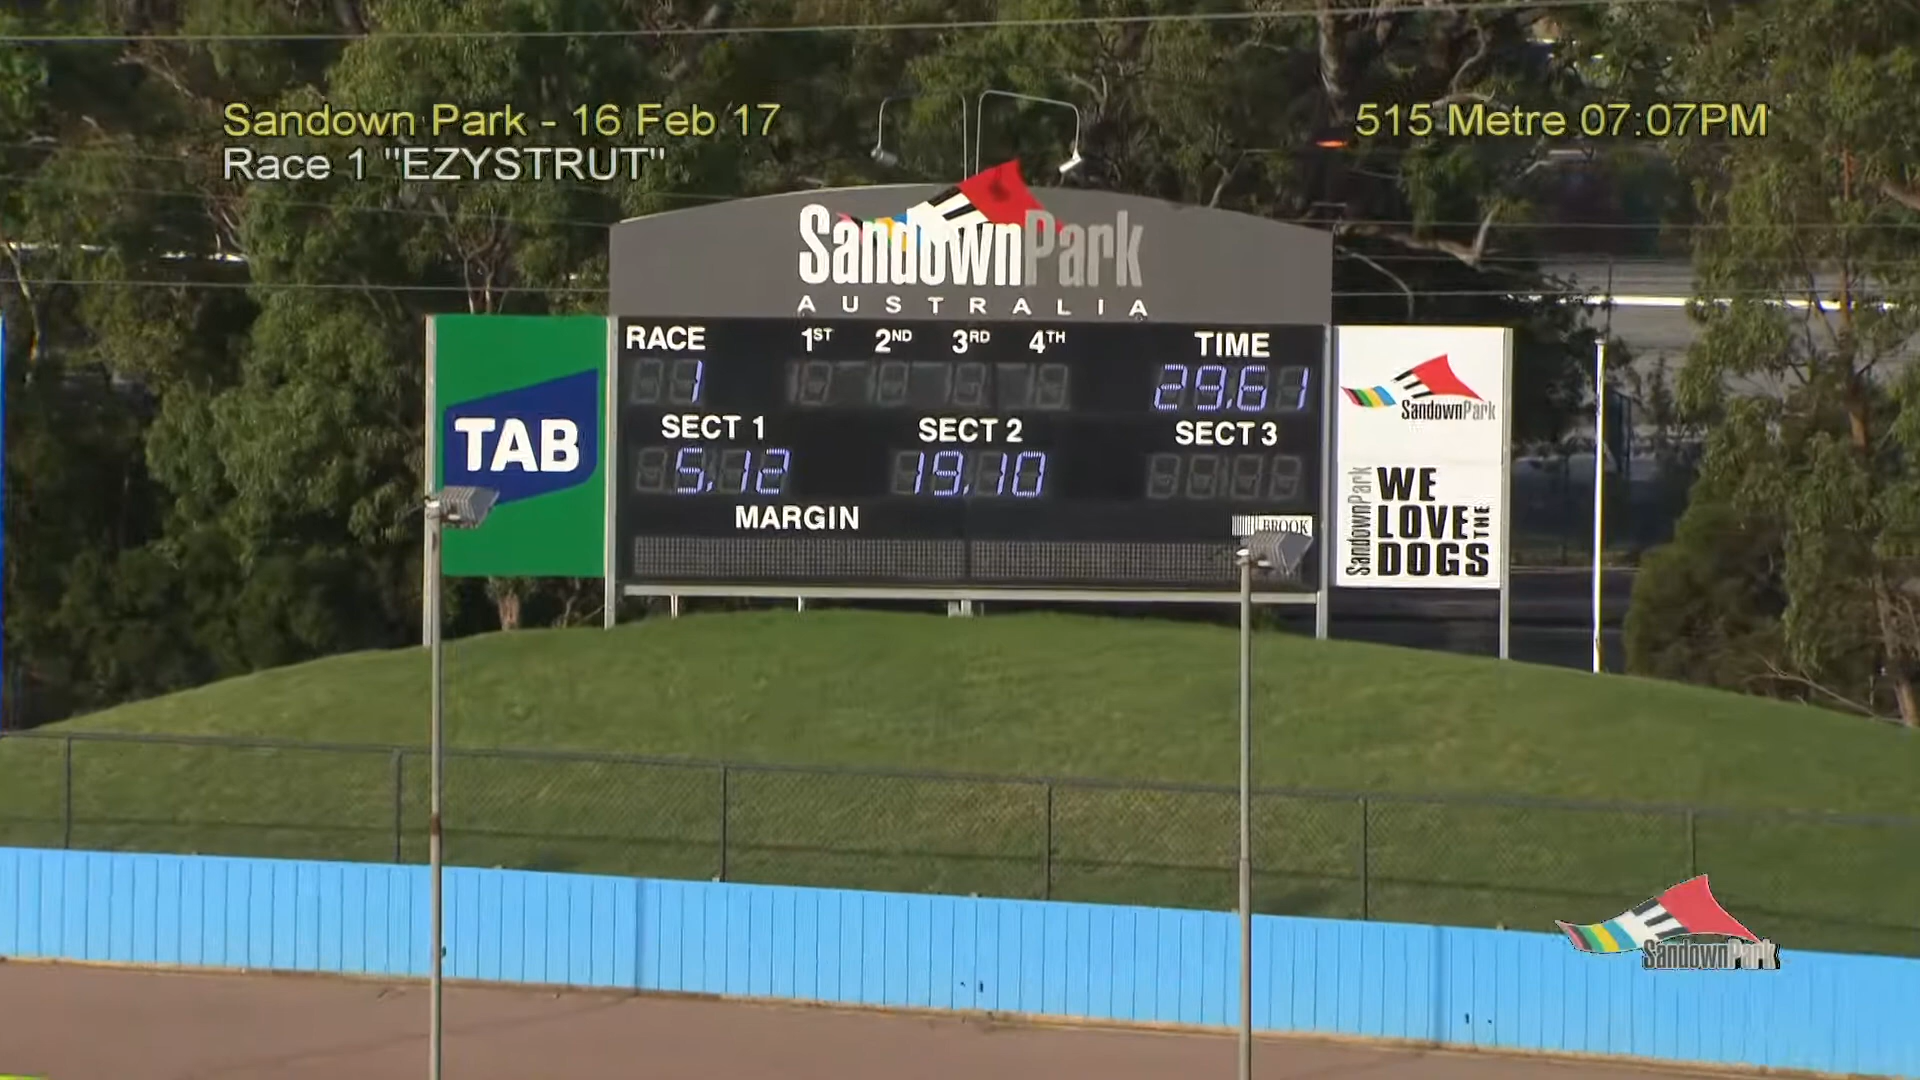 Sandown Park - 16 Feb 17
515 Metre 07:07PM
Race 1 "EZYSTRUT"
SandownPark
AUSTRALIA
RACE 1ST 2ND 3RD 4TH TIME
1 29.61
SECT 1 SECT 2 SECT 3
5.12 19.10
MARGIN
BROOK
TAB
SandownPark
SandownPark
WE
LOVE THE
DOGS
SandownPark